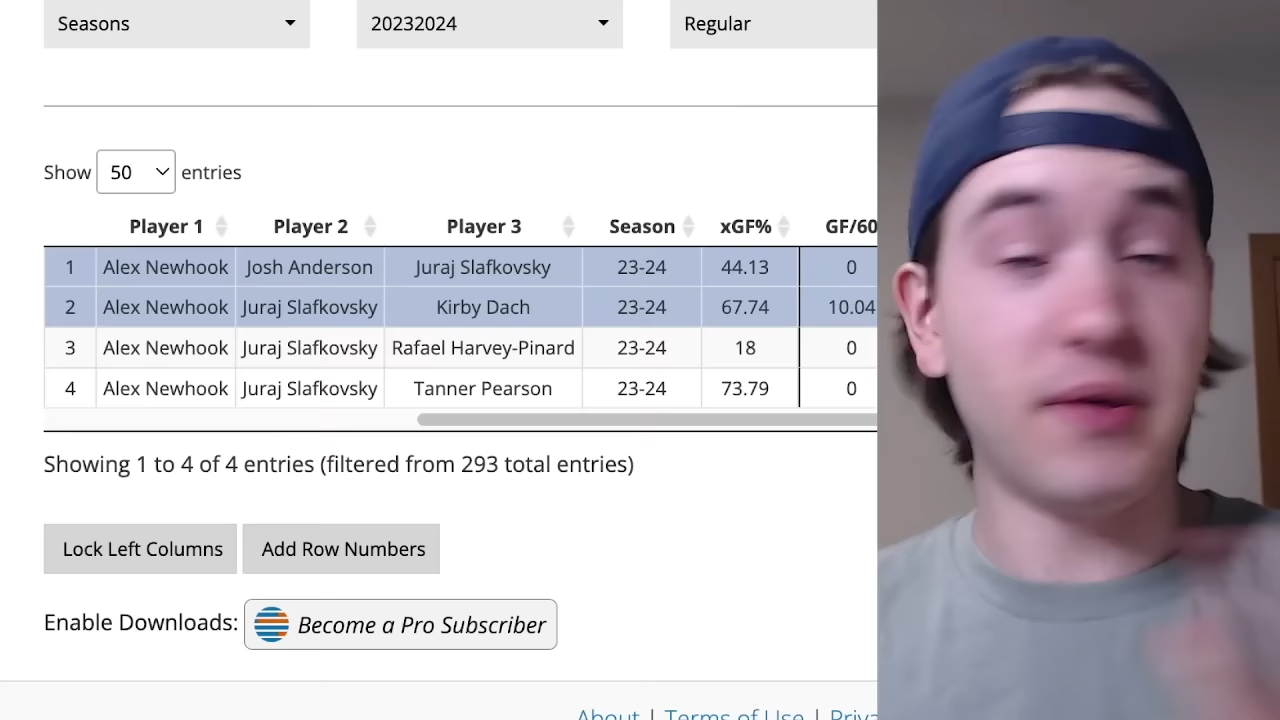 Seasons 20232024 Regular
Show 50 entries
Player 1 Player 2 Player 3 Season xGF% GF/60
1 Alex Newhook Josh Anderson Juraj Slafkovsky 23-24 44.13 0
2 Alex Newhook Juraj Slafkovsky Kirby Dach 23-24 67.74 10.04
3 Alex Newhook Juraj Slafkovsky Rafael Harvey-Pinard 23-24 18 0
4 Alex Newhook Juraj Slafkovsky Tanner Pearson 23-24 73.79 0
Showing 1 to 4 of 4 entries (filtered from 293 total entries)
Lock Left Columns Add Row Numbers
Enable Downloads: Become a Pro Subscriber
About | Terms of Use | Priva